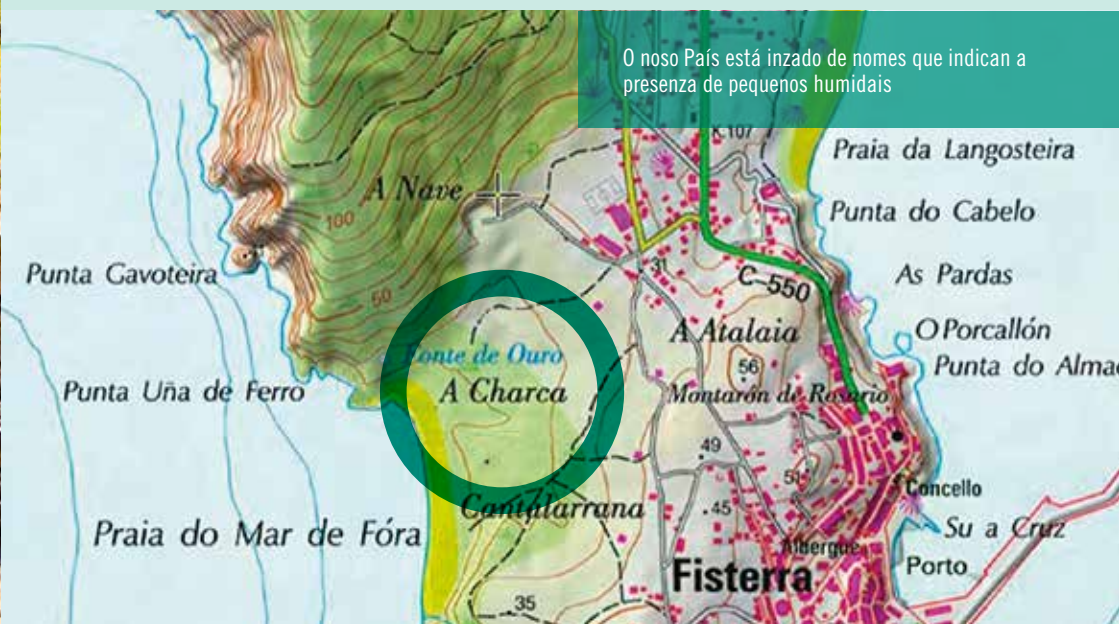 O noso País está inzado de nomes que indican a
presenza de pequenos humidais
K.107
Praia da Langosteira
A Nave
Punta do Cabelo
100
31
Punta Gavoteira
As Pardas
C-550
50
A Atalaia
O Porcallón
Fonte de Ouro
56
Punta do Almac
Punta Uña de Ferro
A Charca
Montarón de Rosario
49
51
Concello
Cantalarrana
45
Praia do Mar de Fóra
Su a Cruz
Albergue
Porto
Fisterra
35